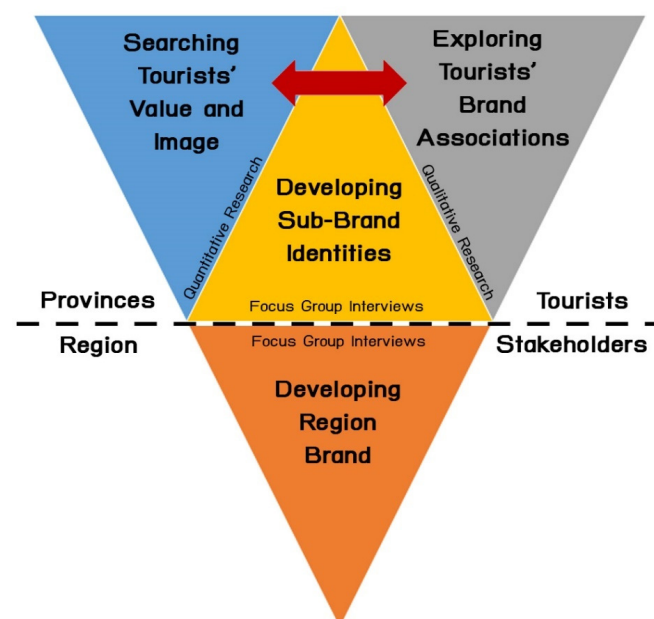 Searching
Tourists'
Value and
Image
Exploring
Tourists'
Brand
Associations
Quantitative Research
Developing
Sub-Brand
Identities
Qualitative Research
Focus Group Interviews
Provinces
Tourists
Region
Focus Group Interviews
Stakeholders
Developing
Region
Brand